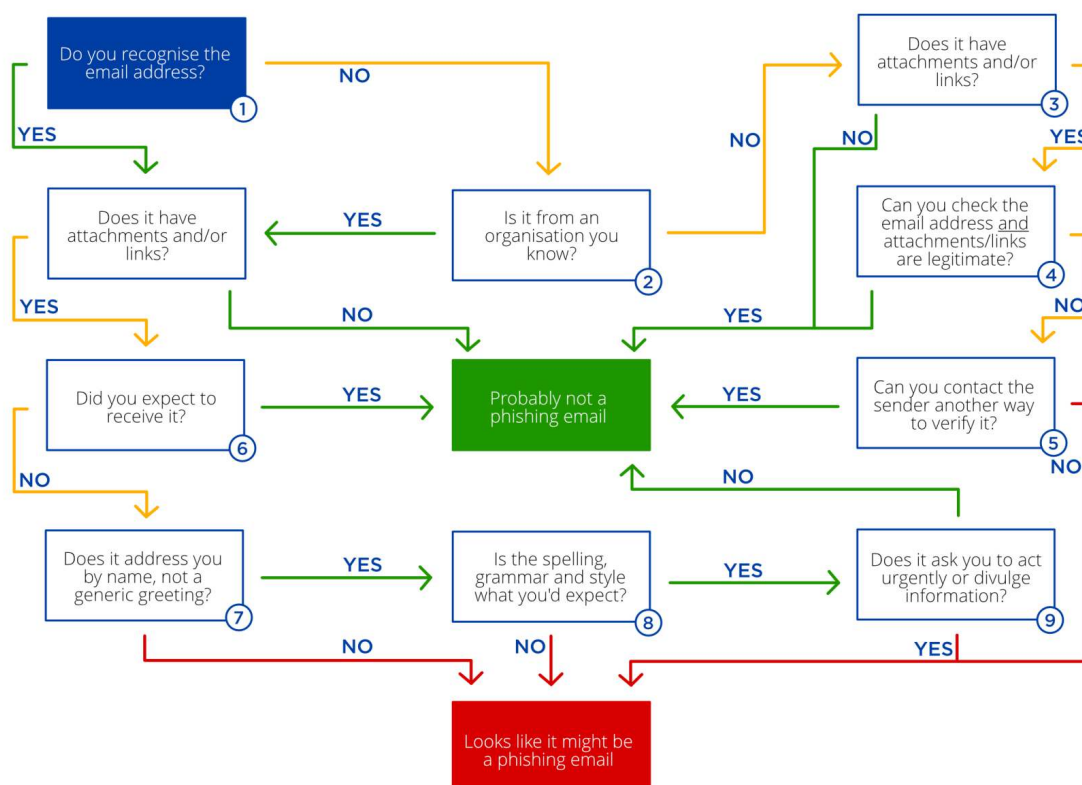 Do you recognise the
email address?
1
NO
YES
Does it have
attachments and/or
links?
3
NO
NO
YES
Does it have
attachments and/or
links?
YES
Is it from an
organisation you
know?
2
Can you check the
email address and
attachments/links
are legitimate?
4
YES
NO
YES
NO
Did you expect to
receive it?
6
YES
Probably not a
phishing email
YES
Can you contact the
sender another way
to verify it?
5
NO
NO
NO
Does it address you
by name, not a
generic greeting?
7
YES
Is the spelling,
grammar and style
what you'd expect?
8
YES
Does it ask you to act
urgently or divulge
information?
9
NO
NO
YES
Looks like it might be
a phishing email